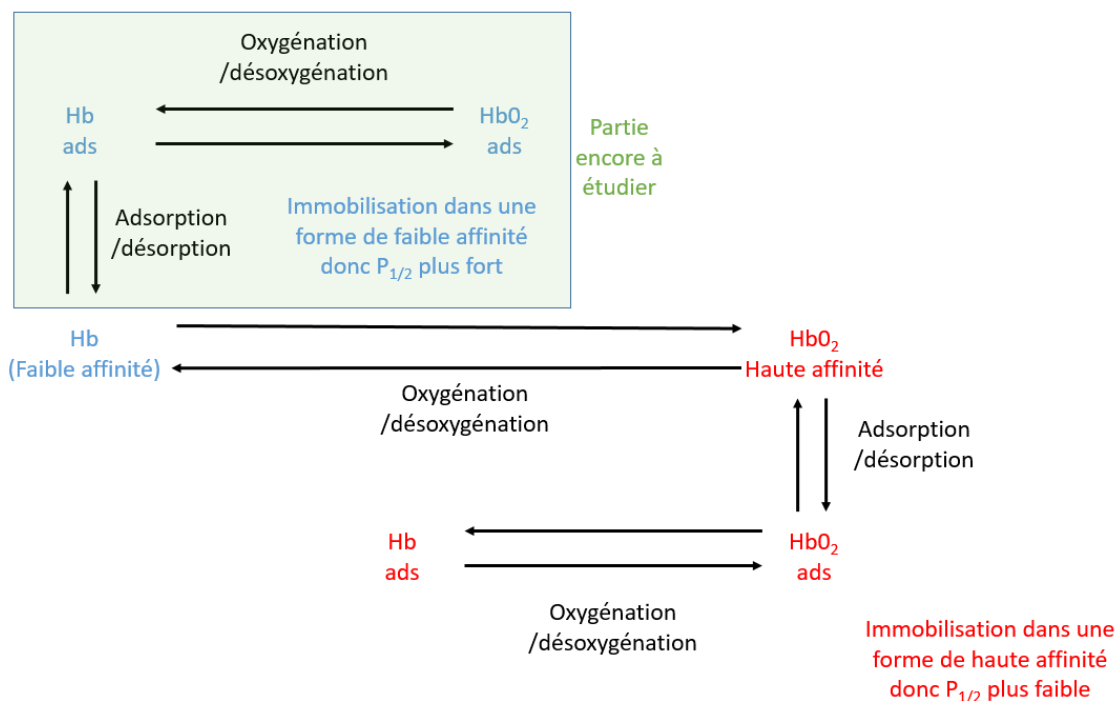 Oxygénation
/désoxygénation
Hb
ads
Hb0₂
ads
Partie
encore à
étudier
Adsorption
/désorption
Immobilisation dans une
forme de faible affinité
donc P₁/₂ plus fort
Hb
(Faible affinité)
Hb0₂
Haute affinité
Oxygénation
/désoxygénation
Adsorption
/désorption
Hb
ads
Hb0₂
ads
Oxygénation
/désoxygénation
Immobilisation dans une
forme de haute affinité
donc P₁/₂ plus faible